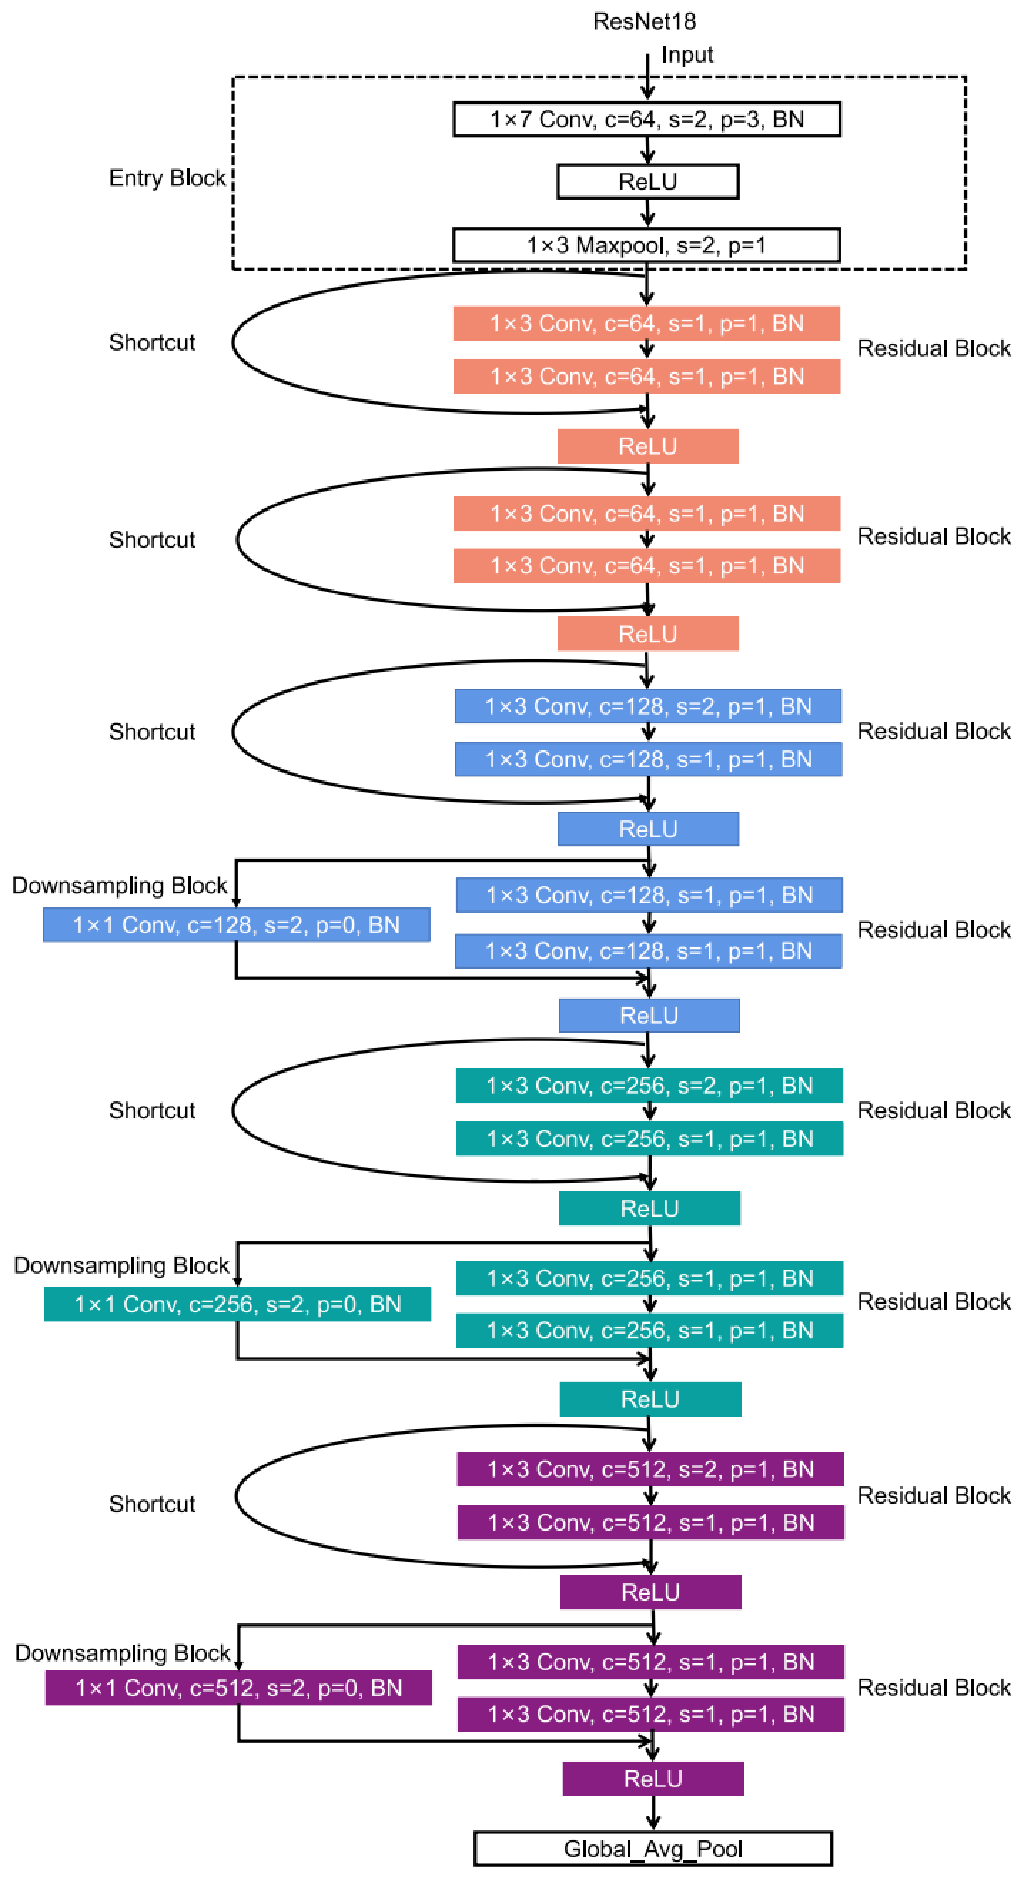 ResNet18
Input
1×7 Conv, c=64, s=2, p=3, BN
Entry Block
ReLU
1×3 Maxpool, s=2, p=1
Shortcut
1×3 Conv, c=64, s=1, p=1, BN
Residual Block
1×3 Conv, c=64, s=1, p=1, BN
ReLU
Shortcut
1×3 Conv, c=64, s=1, p=1, BN
Residual Block
1×3 Conv, c=64, s=1, p=1, BN
ReLU
Shortcut
1×3 Conv, c=128, s=2, p=1, BN
Residual Block
1×3 Conv, c=128, s=1, p=1, BN
ReLU
Downsampling Block
1×1 Conv, c=128, s=2, p=0, BN
1×3 Conv, c=128, s=1, p=1, BN
Residual Block
1×3 Conv, c=128, s=1, p=1, BN
ReLU
Shortcut
1×3 Conv, c=256, s=2, p=1, BN
Residual Block
1×3 Conv, c=256, s=1, p=1, BN
ReLU
Downsampling Block
1×1 Conv, c=256, s=2, p=0, BN
1×3 Conv, c=256, s=1, p=1, BN
Residual Block
1×3 Conv, c=256, s=1, p=1, BN
ReLU
Shortcut
1×3 Conv, c=512, s=2, p=1, BN
Residual Block
1×3 Conv, c=512, s=1, p=1, BN
ReLU
Downsampling Block
1×1 Conv, c=512, s=2, p=0, BN
1×3 Conv, c=512, s=1, p=1, BN
Residual Block
1×3 Conv, c=512, s=1, p=1, BN
ReLU
Global_Avg_Pool